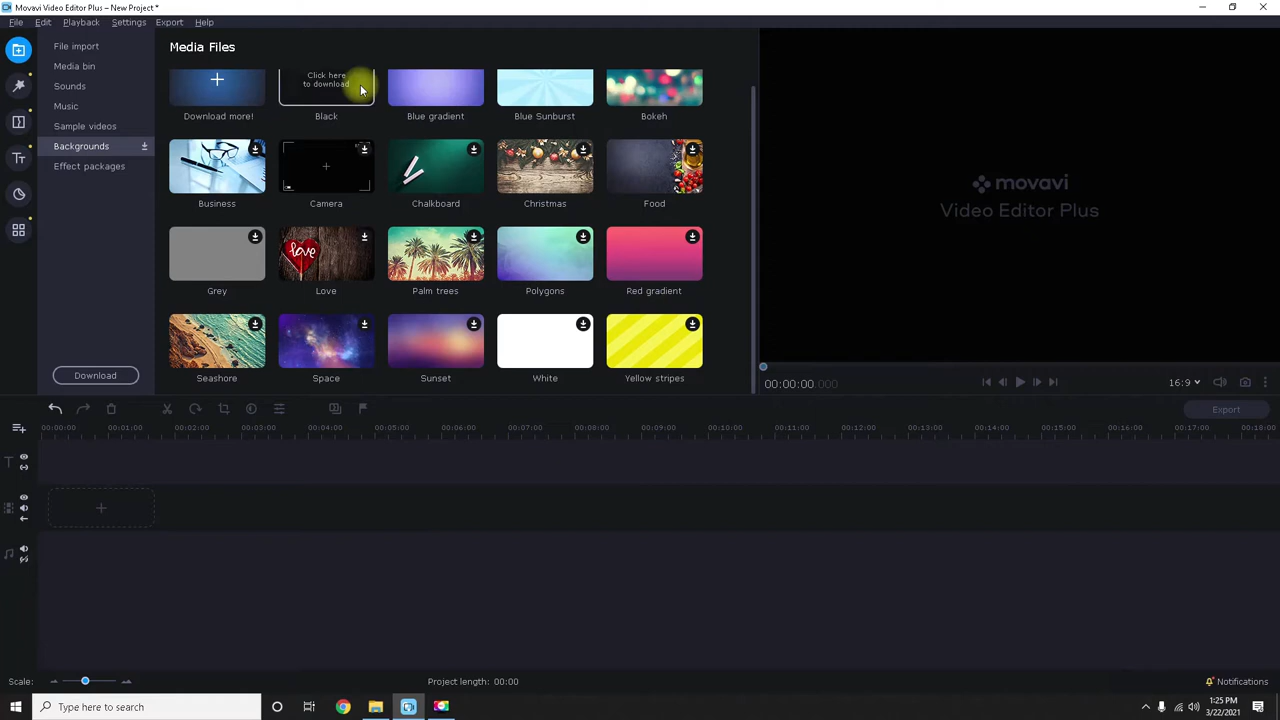 Movavi Video Editor Plus – New Project *
File Edit Playback Settings Export Help
File import
Media bin
Sounds
Music
Sample videos
Backgrounds
Effect packages
Download
Media Files
Click here
to download
Download more! Black Blue gradient Blue Sunburst Bokeh
Business Camera Chalkboard Christmas Food
love
Grey Love Palm trees Polygons Red gradient
Seashore Space Sunset White Yellow stripes
movavi
Video Editor Plus
00:00:00.000
16:9
Export
00:00:00 00:01:00 00:02:00 00:03:00 00:04:00 00:05:00 00:06:00 00:07:00 00:08:00 00:09:00 00:10:00 00:11:00 00:12:00 00:13:00 00:14:00 00:15:00 00:16:00 00:17:00 00:18:00
Scale:
Project length: 00:00
Notifications
Type here to search
1:25 PM
3/22/2021